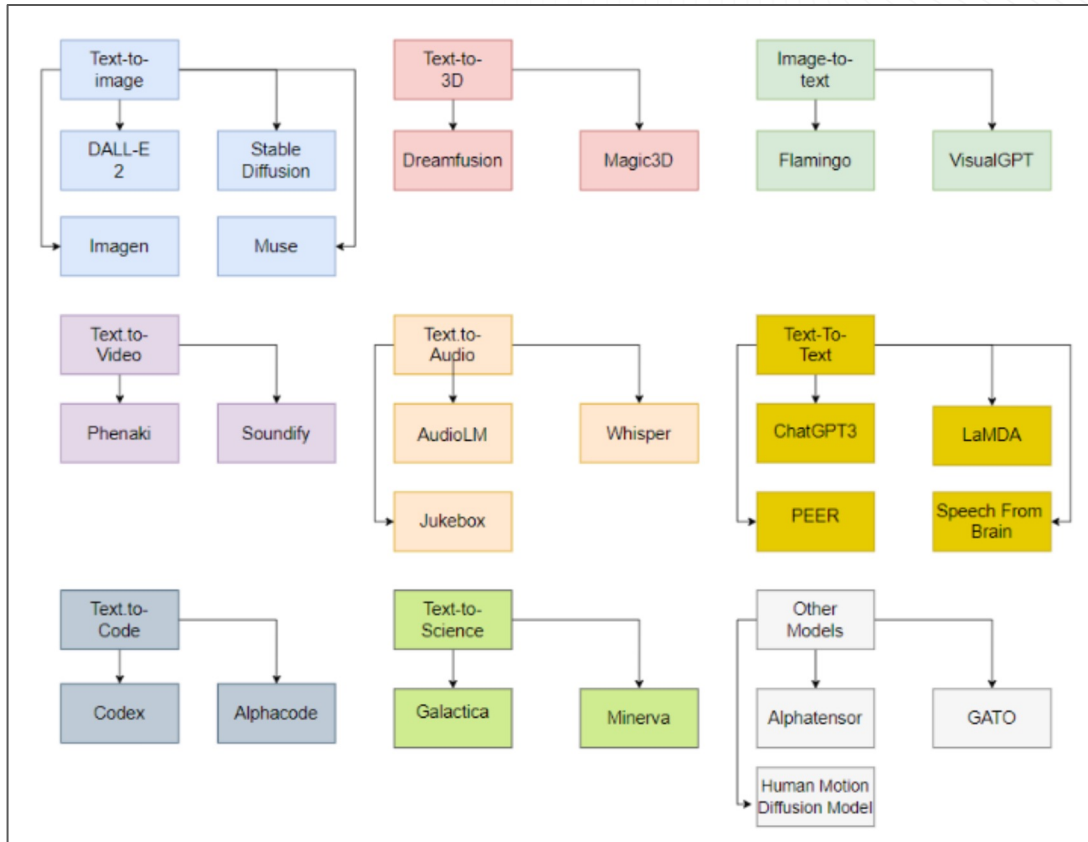 Text-to-
image
Text-to-
3D
Image-to-
text
DALL-E
2
Stable
Diffusion
Dreamfusion
Magic3D
Flamingo
VisualGPT
Imagen
Muse
Text.to-
Video
Text.to-
Audio
Text-To-
Text
Phenaki
Soundify
AudioLM
Whisper
ChatGPT3
LaMDA
Jukebox
PEER
Speech From
Brain
Text.to-
Code
Text-to-
Science
Other
Models
Codex
Alphacode
Galactica
Minerva
Alphatensor
GATO
Human Motion
Diffusion Model